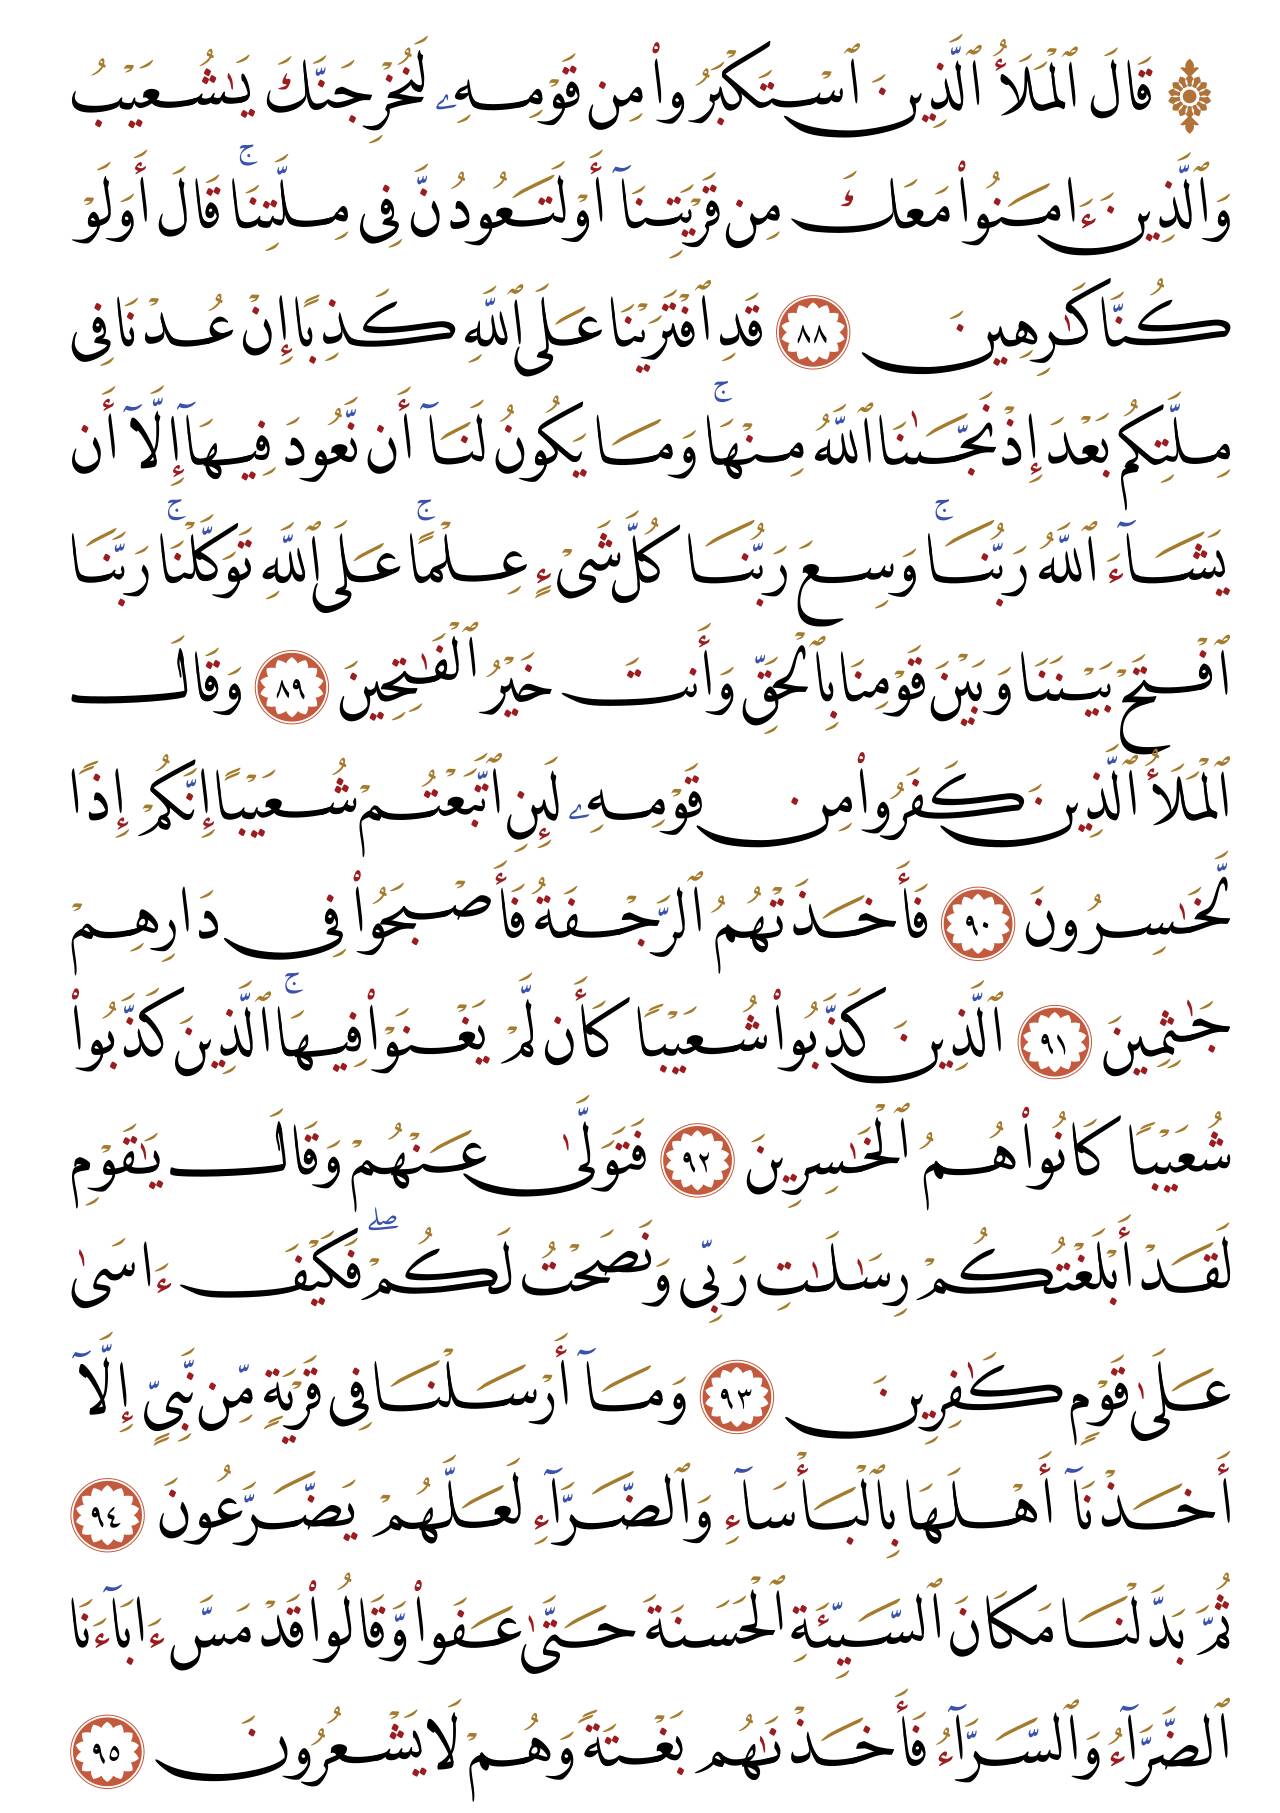 ۞ قَالَ ٱلْمَلَأُ ٱلَّذِينَ ٱسْتَكْبَرُوا۟ مِن قَوْمِهِۦ لَنُخْرِجَنَّكَ يَـٰشُعَيْبُ
وَٱلَّذِينَ ءَامَنُوا۟ مَعَكَ مِن قَرْيَتِنَآ أَوْ لَتَعُودُنَّ فِى مِلَّتِنَا ۚ قَالَ أَوَلَوْ
كُنَّا كَـٰرِهِينَ ٨٨ قَدِ ٱفْتَرَيْنَا عَلَى ٱللَّهِ كَذِبًا إِنْ عُدْنَا فِى
مِلَّتِكُم بَعْدَ إِذْ نَجَّىٰنَا ٱللَّهُ مِنْهَا ۚ وَمَا يَكُونُ لَنَآ أَن نَّعُودَ فِيهَآ إِلَّآ أَن
يَشَآءَ ٱللَّهُ رَبُّنَا ۚ وَسِعَ رَبُّنَا كُلَّ شَىْءٍ عِلْمًا ۚ عَلَى ٱللَّهِ تَوَكَّلْنَا ۚ رَبَّنَا
ٱفْتَحْ بَيْنَنَا وَبَيْنَ قَوْمِنَا بِٱلْحَقِّ وَأَنتَ خَيْرُ ٱلْفَـٰتِحِينَ ٨٩ وَقَالَ
ٱلْمَلَأُ ٱلَّذِينَ كَفَرُوا۟ مِن قَوْمِهِۦ لَئِنِ ٱتَّبَعْتُمْ شُعَيْبًا إِنَّكُمْ إِذًا
لَّخَـٰسِرُونَ ٩٠ فَأَخَذَتْهُمُ ٱلرَّجْفَةُ فَأَصْبَحُوا۟ فِى دَارِهِمْ
جَـٰثِمِينَ ٩١ ٱلَّذِينَ كَذَّبُوا۟ شُعَيْبًا كَأَن لَّمْ يَغْنَوْا۟ فِيهَا ۚ ٱلَّذِينَ كَذَّبُوا۟
شُعَيْبًا كَانُوا۟ هُمُ ٱلْخَـٰسِرِينَ ٩٢ فَتَوَلَّىٰ عَنْهُمْ وَقَالَ يَـٰقَوْمِ
لَقَدْ أَبْلَغْتُكُمْ رِسَـٰلَـٰتِ رَبِّى وَنَصَحْتُ لَكُمْ ۖ فَكَيْفَ ءَاسَىٰ
عَلَىٰ قَوْمٍ كَـٰفِرِينَ ٩٣ وَمَآ أَرْسَلْنَا فِى قَرْيَةٍ مِّن نَّبِىٍّ إِلَّآ
أَخَذْنَآ أَهْلَهَا بِٱلْبَأْسَآءِ وَٱلضَّرَّآءِ لَعَلَّهُمْ يَضَّرَّعُونَ ٩٤
ثُمَّ بَدَّلْنَا مَكَانَ ٱلسَّيِّئَةِ ٱلْحَسَنَةَ حَتَّىٰ عَفَوا۟ وَّقَالُوا۟ قَدْ مَسَّ ءَابَآءَنَا
ٱلضَّرَّآءُ وَٱلسَّرَّآءُ فَأَخَذْنَـٰهُم بَغْتَةً وَهُمْ لَا يَشْعُرُونَ ٩٥